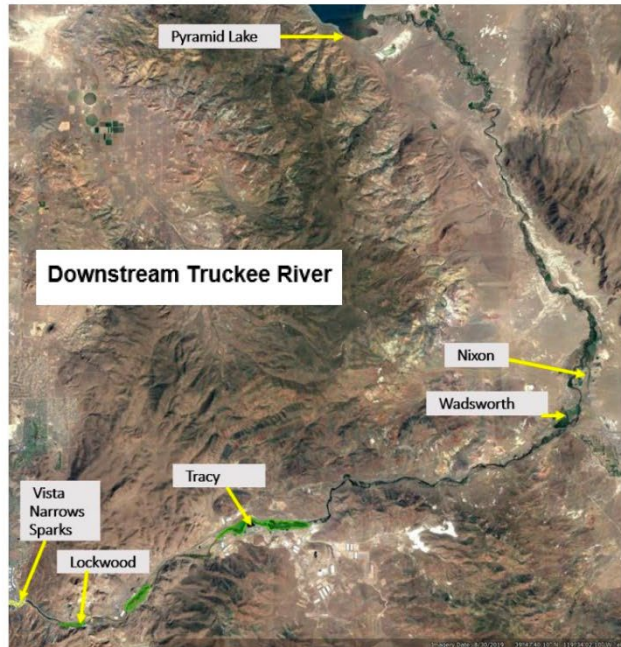 Pyramid Lake
Downstream Truckee River
Nixon
Wadsworth
Tracy
Vista
Narrows
Sparks
Lockwood